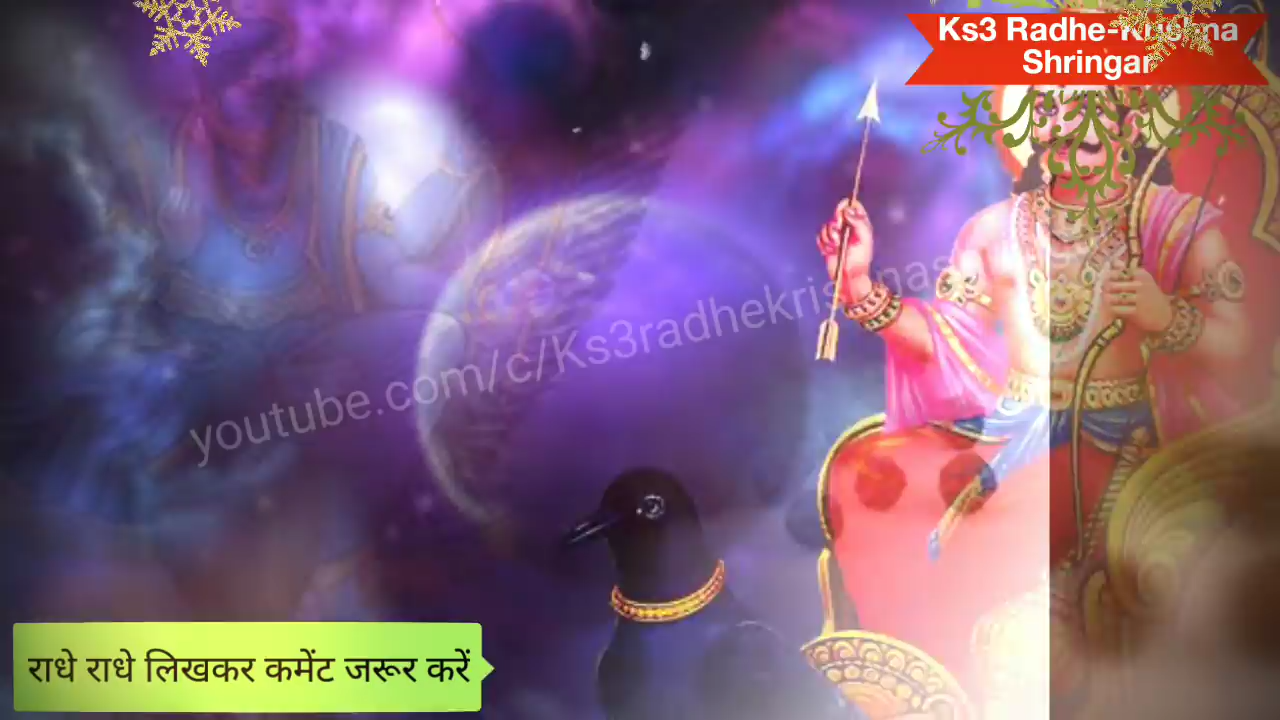 Ks3 Radhe-Krishna
Shringar
youtube.com/c/Ks3radhekrishnas
राधे राधे लिखकर कमेंट जरूर करें